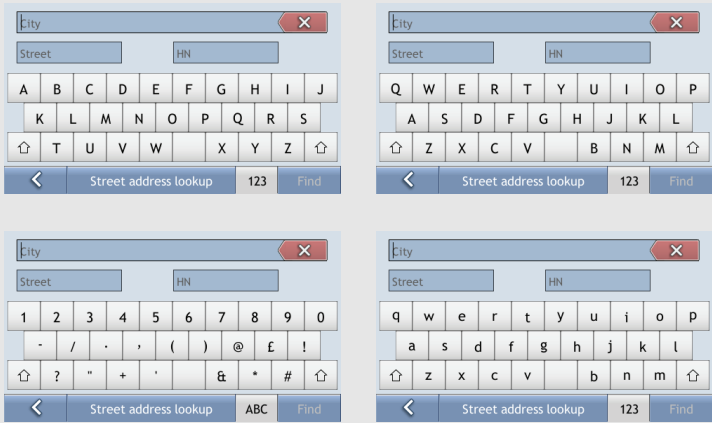 City
Street HN
A B C D E F G H I J
K L M N O P Q R S
T U V W X Y Z
Street address lookup 123 Find
City
Street HN
Q W E R T Y U I O P
A S D F G H J K L
Z X C V B N M
Street address lookup 123 Find
City
Street HN
1 2 3 4 5 6 7 8 9 0
- / . , ( ) @ £ !
? " + ' & * #
Street address lookup ABC Find
City
Street HN
q w e r t y u i o p
a s d f g h j k l
z x c v b n m
Street address lookup 123 Find